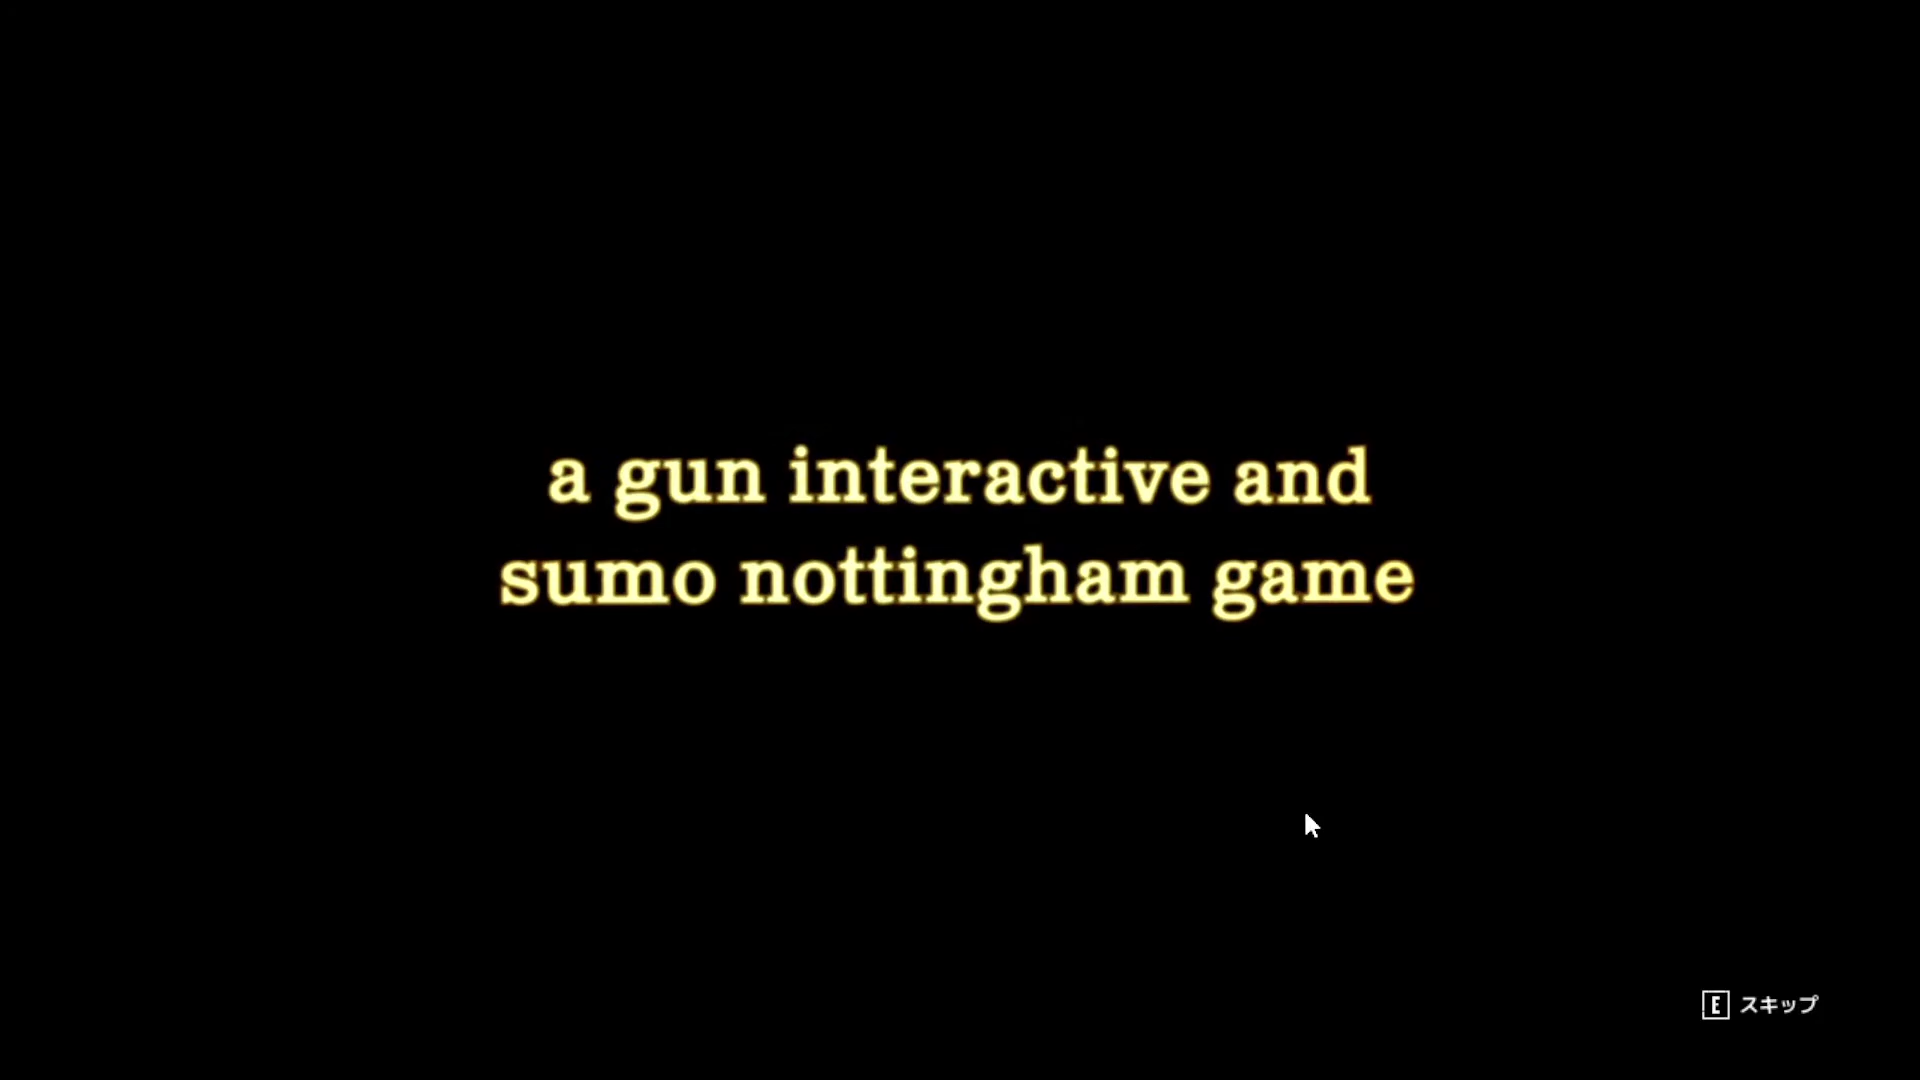 a gun interactive and
sumo nottingham game
E スキップ